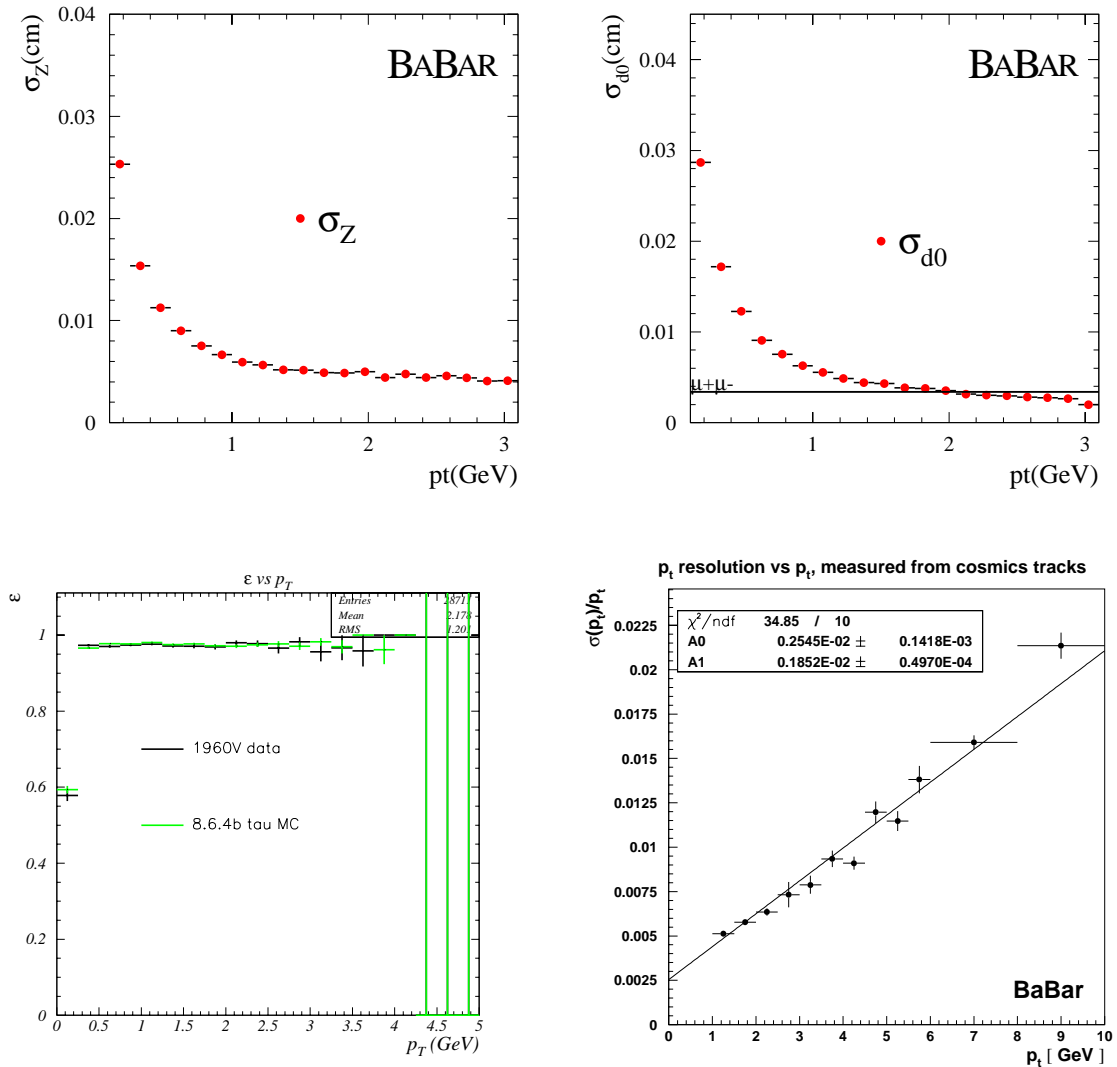 σZ(cm)
BABAR
0.04
0.03
0.02
0.01
0
σZ
1
2
3
pt(GeV)
σd0(cm)
BABAR
0.04
0.03
0.02
0.01
0
σd0
μ+μ-
1
2
3
pt(GeV)
ε vs pT
ε
Entries
Mean 2.178
RMS 1.201
1
0.8
0.6
0.4
0.2
0
1960V data
8.6.4b tau MC
0 0.5 1 1.5 2 2.5 3 3.5 4 4.5 5
pT (GeV)
pt resolution vs pt, measured from cosmics tracks
σ(pt)/pt
χ²/ndf 34.85 / 10
A0 0.2545E-02 ± 0.1418E-03
A1 0.1852E-02 ± 0.4970E-04
0.0225
0.02
0.0175
0.015
0.0125
0.01
0.0075
0.005
0.0025
0
BaBar
0 1 2 3 4 5 6 7 8 9 10
pt [ GeV ]